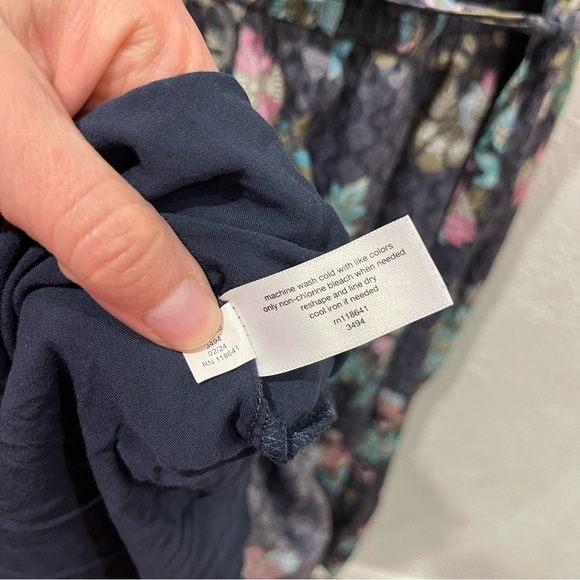 machine wash cold with like colors
only non-chlorine bleach when needed
reshape and line dry
cool iron if needed
rn118641
3494
3494
02/24
RN 118641